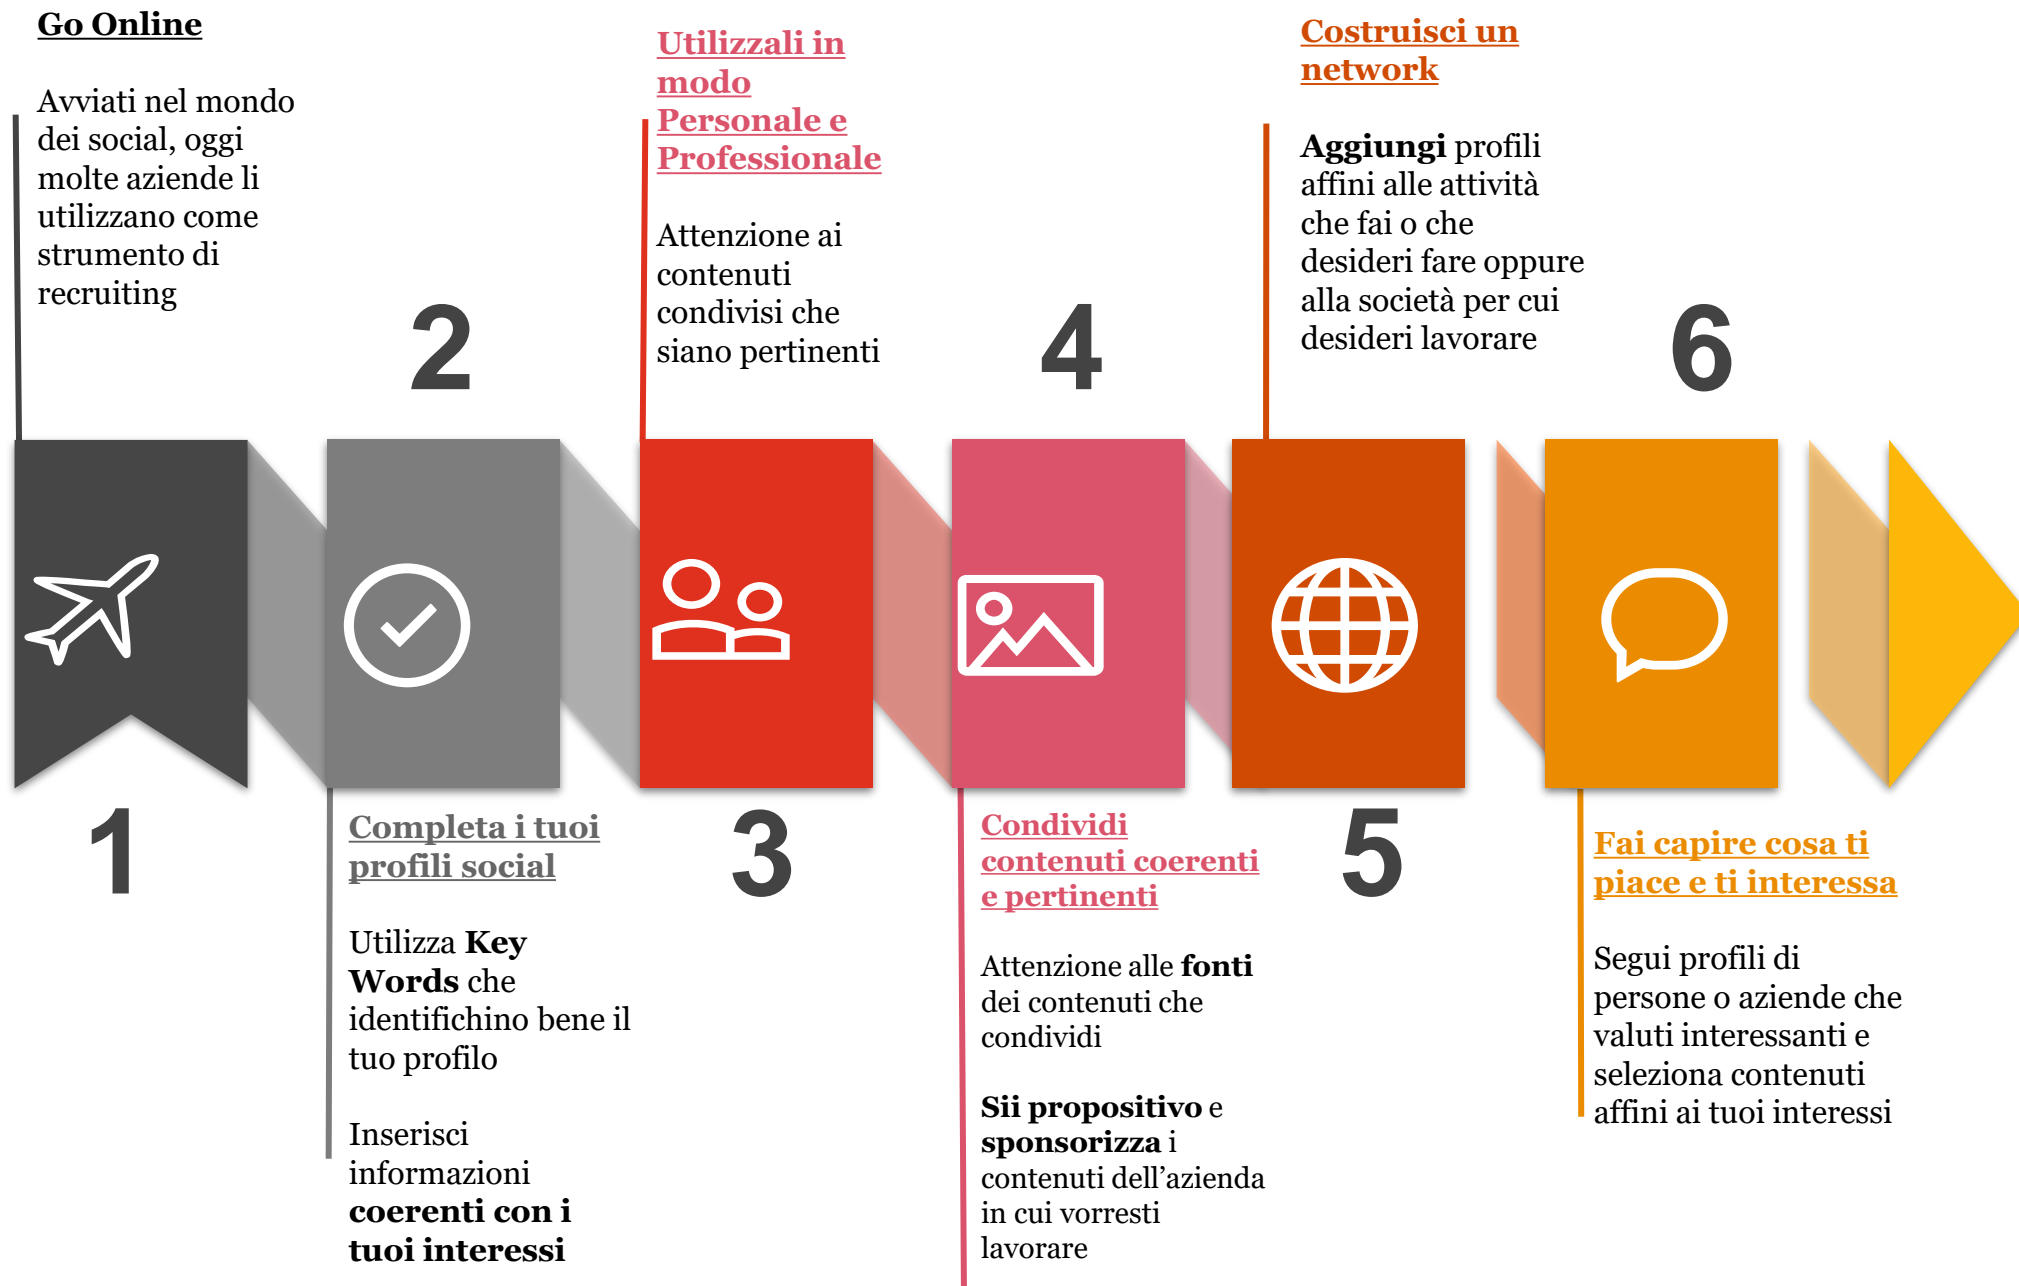 Go Online
Avviati nel mondo
dei social, oggi
molte aziende li
utilizzano come
strumento di
recruiting
1
2
Completa i tuoi
profili social
Utilizza Key
Words che
identifichino bene il
tuo profilo
Inserisci
informazioni
coerenti con i
tuoi interessi
Utilizzali in
modo
Personale e
Professionale
Attenzione ai
contenuti
condivisi che
siano pertinenti
3
4
Condividi
contenuti coerenti
e pertinenti
Attenzione alle fonti
dei contenuti che
condividi
Sii propositivo e
sponsorizza i
contenuti dell’azienda
in cui vorresti
lavorare
Costruisci un
network
Aggiungi profili
affini alle attività
che fai o che
desideri fare oppure
alla società per cui
desideri lavorare
5
6
Fai capire cosa ti
piace e ti interessa
Segui profili di
persone o aziende che
valuti interessanti e
seleziona contenuti
affini ai tuoi interessi